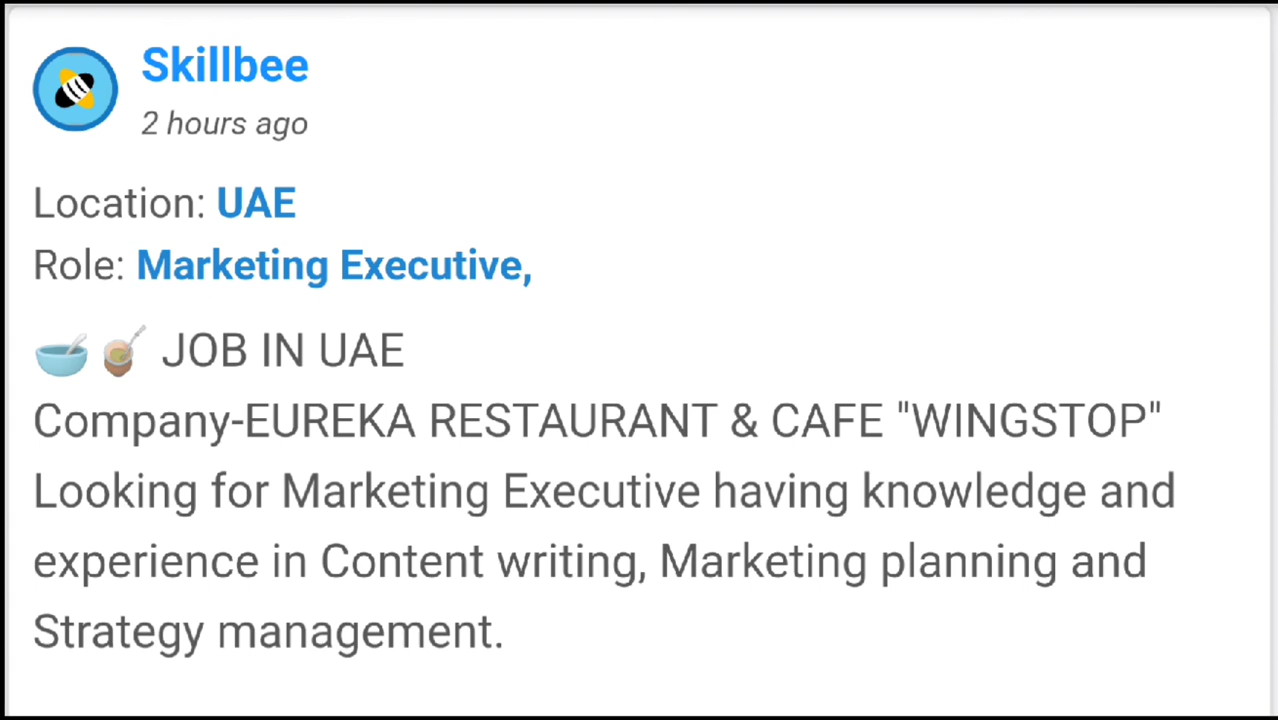 Skillbee
2 hours ago
Location: UAE
Role: Marketing Executive,
🥣🧉 JOB IN UAE
Company-EUREKA RESTAURANT & CAFE "WINGSTOP"
Looking for Marketing Executive having knowledge and
experience in Content writing, Marketing planning and
Strategy management.